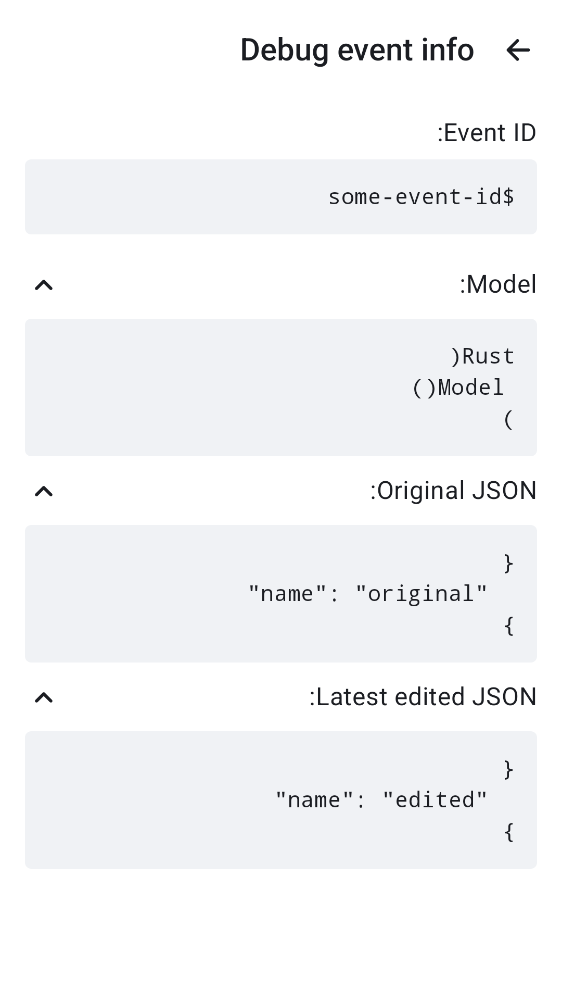 Debug event info
:Event ID
some-event-id$
:Model
)Rust
()Model
(
:Original JSON
}
"name": "original"
{
:Latest edited JSON
}
"name": "edited"
{